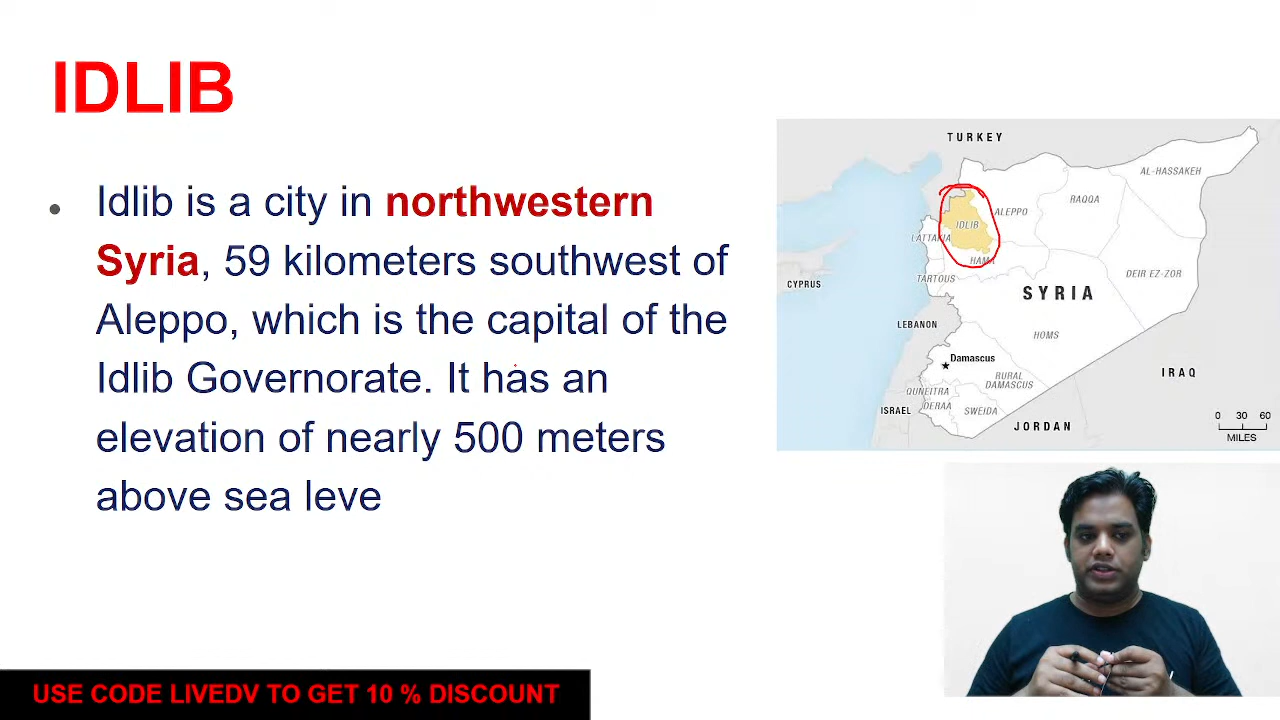 IDLIB
• Idlib is a city in northwestern
Syria, 59 kilometers southwest of
Aleppo, which is the capital of the
Idlib Governorate. It has an
elevation of nearly 500 meters
above sea leve
TURKEY
AL-HASSAKEH
RAQQA
ALEPPO
IDLIB
LATTAKIA
HAMA
DEIR EZ-ZOR
TARTOUS
CYPRUS
SYRIA
LEBANON
HOMS
Damascus
IRAQ
RURAL
DAMASCUS
QUNEITRA
ISRAEL
DERAA
SWEIDA
JORDAN
0 30 60
MILES
USE CODE LIVEDV TO GET 10 % DISCOUNT